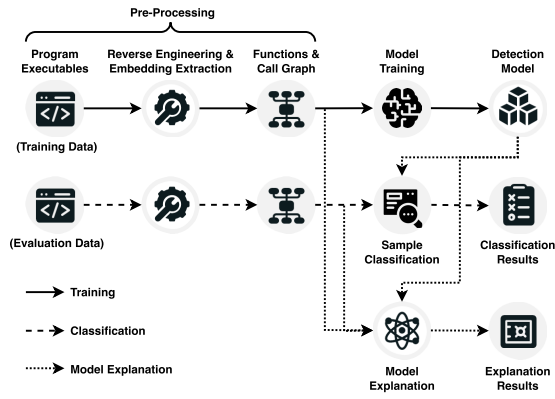 Pre-Processing
Program
Executables
Reverse Engineering &
Embedding Extraction
Functions &
Call Graph
Model
Training
Detection
Model
</>
(Training Data)
</>
(Evaluation Data)
Sample
Classification
Classification
Results
Training
Classification
Model Explanation
Model
Explanation
Explanation
Results